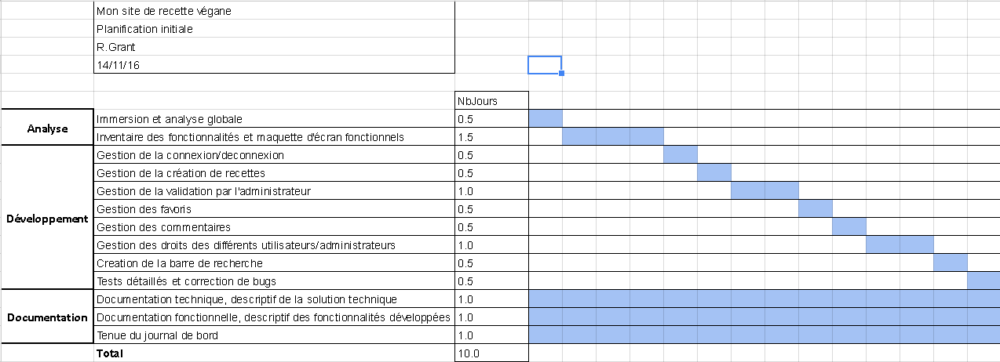 Mon site de recette végane
Planification initiale
R.Grant
14/11/16
NbJours
Analyse
Immersion et analyse globale 0.5
Inventaire des fonctionnalités et maquette d'écran fonctionnels 1.5
Développement
Gestion de la connexion/deconnexion 0.5
Gestion de la création de recettes 0.5
Gestion de la validation par l'administrateur 1.0
Gestion des favoris 0.5
Gestion des commentaires 0.5
Gestion des droits des différents utilisateurs/administrateurs 1.0
Creation de la barre de recherche 0.5
Tests détaillés et correction de bugs 0.5
Documentation
Documentation technique, descriptif de la solution technique 1.0
Documentation fonctionnelle, descriptif des fonctionnalités développées 1.0
Tenue du journal de bord 1.0
Total 10.0